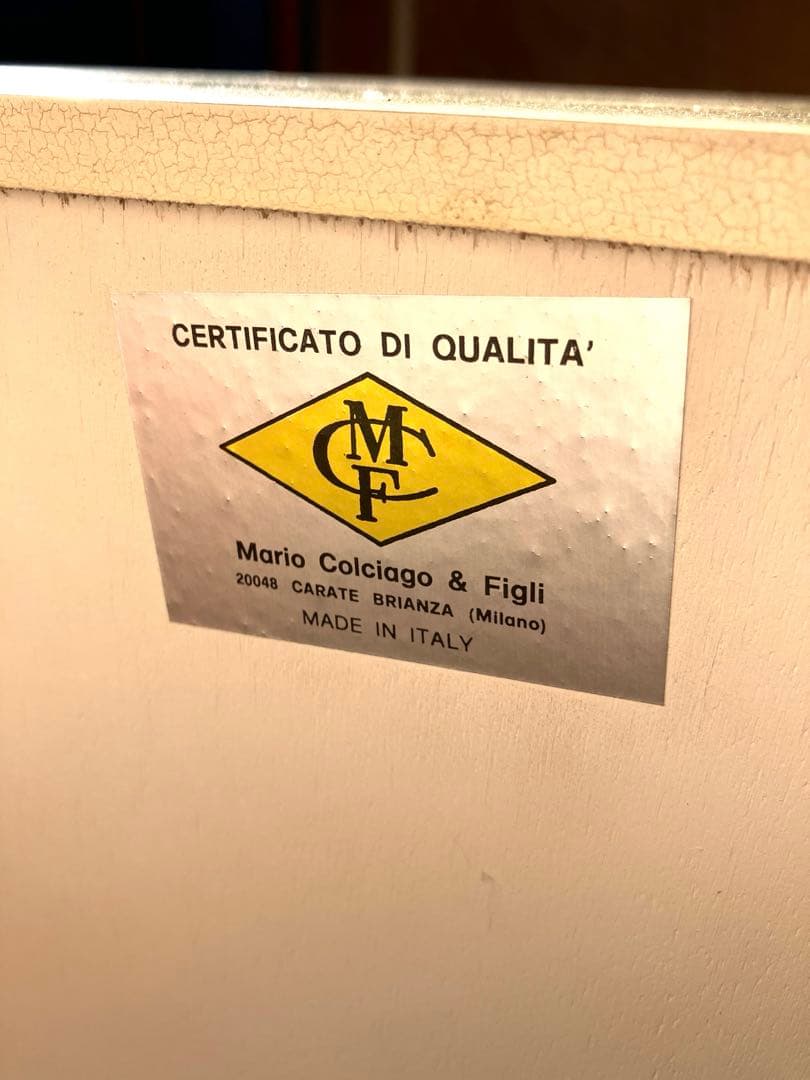 CERTIFICATO DI QUALITA'
MCF
Mario Colciago & Figli
20048 CARATE BRIANZA (Milano)
MADE IN ITALY